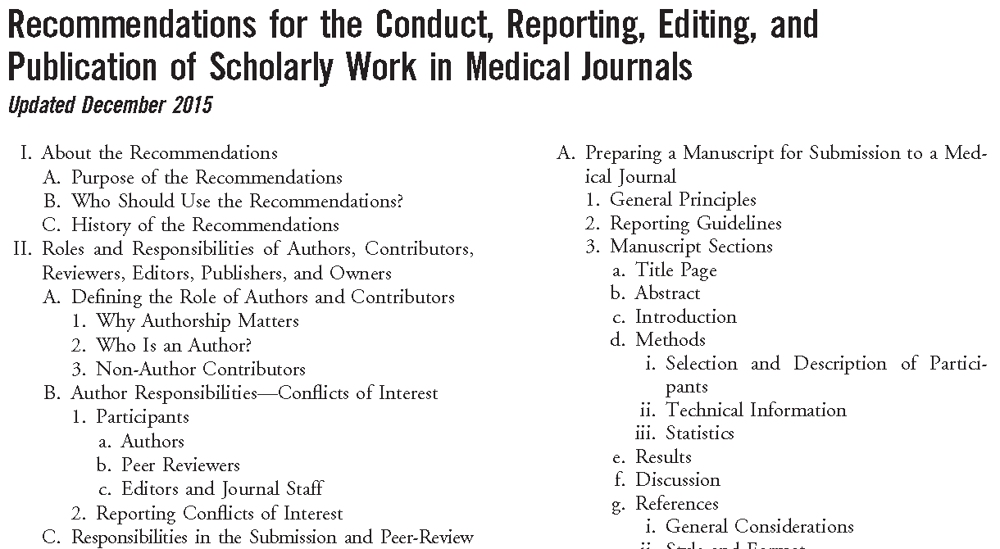 Recommendations for the Conduct, Reporting, Editing, and
Publication of Scholarly Work in Medical Journals
Updated December 2015
I. About the Recommendations
A. Purpose of the Recommendations
B. Who Should Use the Recommendations?
C. History of the Recommendations
II. Roles and Responsibilities of Authors, Contributors,
Reviewers, Editors, Publishers, and Owners
A. Defining the Role of Authors and Contributors
1. Why Authorship Matters
2. Who Is an Author?
3. Non-Author Contributors
B. Author Responsibilities—Conflicts of Interest
1. Participants
a. Authors
b. Peer Reviewers
c. Editors and Journal Staff
2. Reporting Conflicts of Interest
C. Responsibilities in the Submission and Peer-Review
A. Preparing a Manuscript for Submission to a Med-
ical Journal
1. General Principles
2. Reporting Guidelines
3. Manuscript Sections
a. Title Page
b. Abstract
c. Introduction
d. Methods
i. Selection and Description of Partici-
pants
ii. Technical Information
iii. Statistics
e. Results
f. Discussion
g. References
i. General Considerations
ii. Style and Format